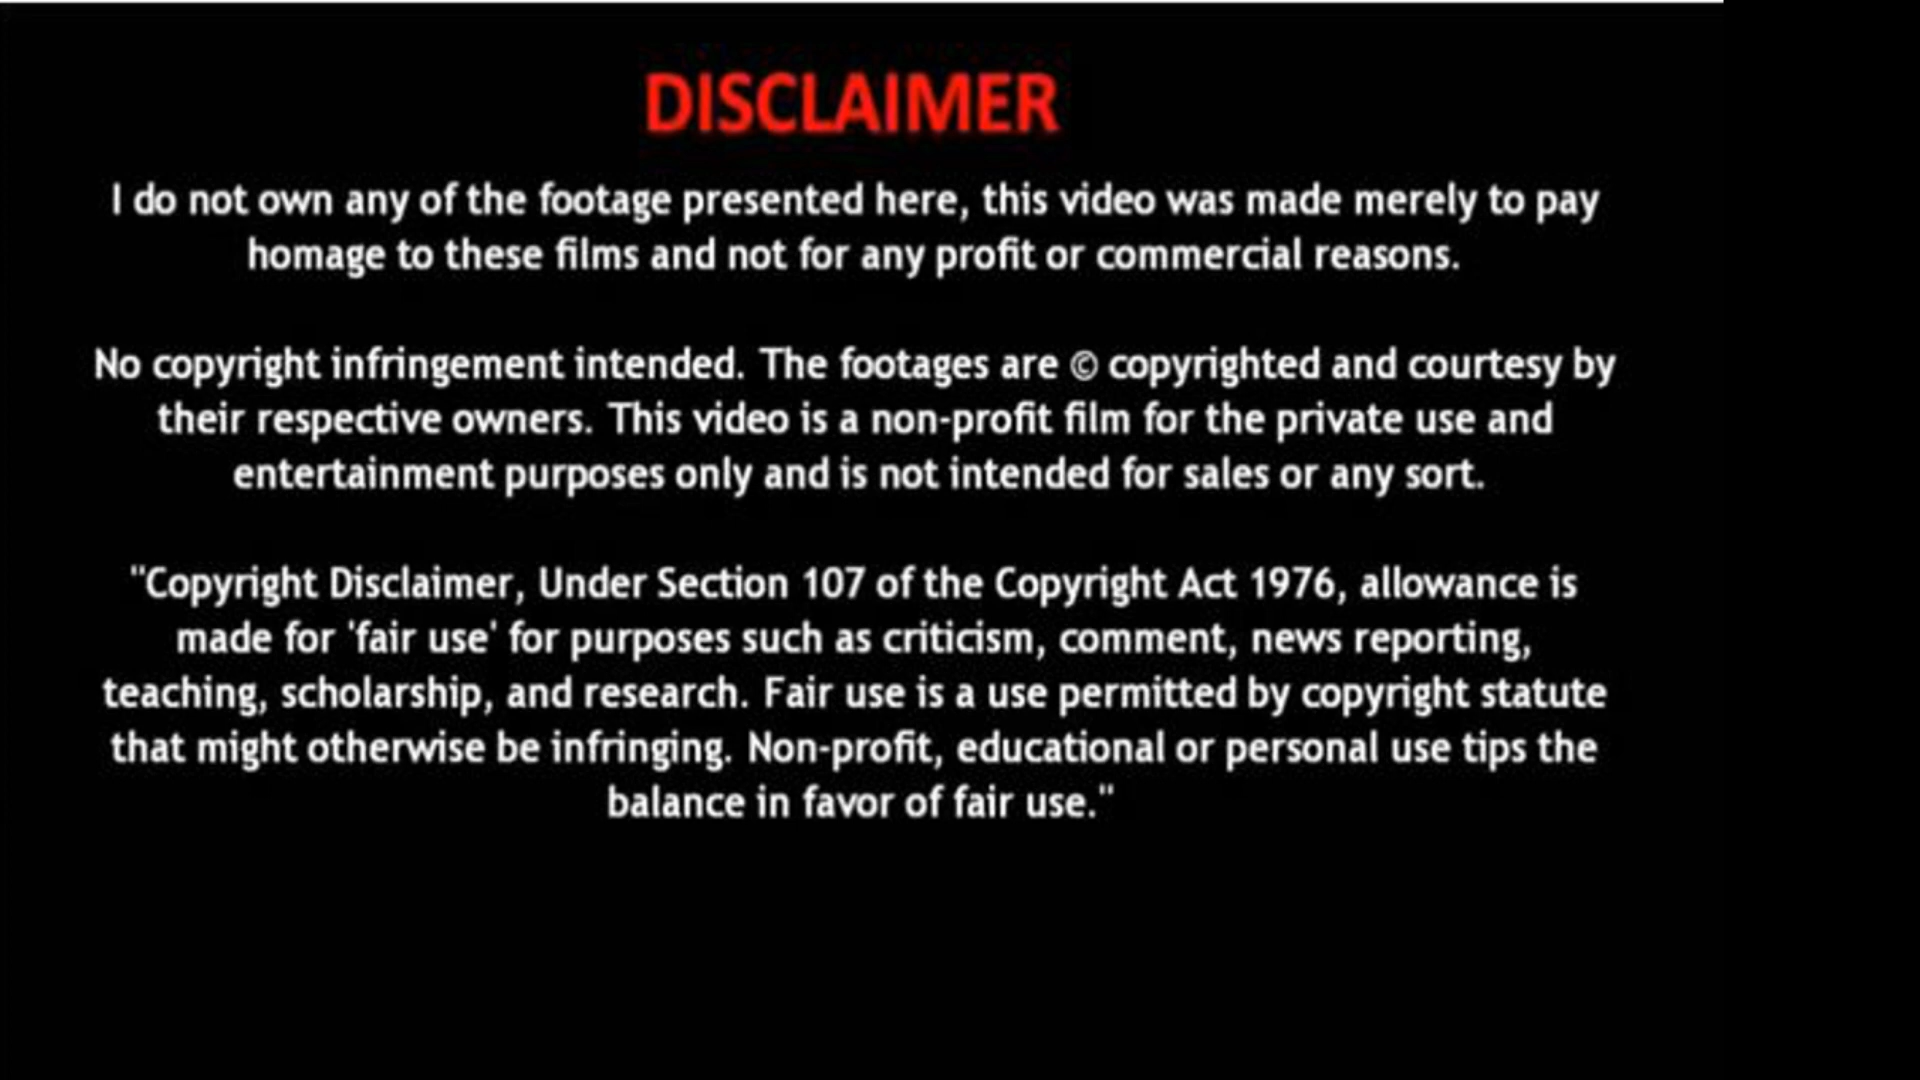 DISCLAIMER
I do not own any of the footage presented here, this video was made merely to pay
homage to these films and not for any profit or commercial reasons.
No copyright infringement intended. The footages are © copyrighted and courtesy by
their respective owners. This video is a non-profit film for the private use and
entertainment purposes only and is not intended for sales or any sort.
"Copyright Disclaimer, Under Section 107 of the Copyright Act 1976, allowance is
made for 'fair use' for purposes such as criticism, comment, news reporting,
teaching, scholarship, and research. Fair use is a use permitted by copyright statute
that might otherwise be infringing. Non-profit, educational or personal use tips the
balance in favor of fair use."